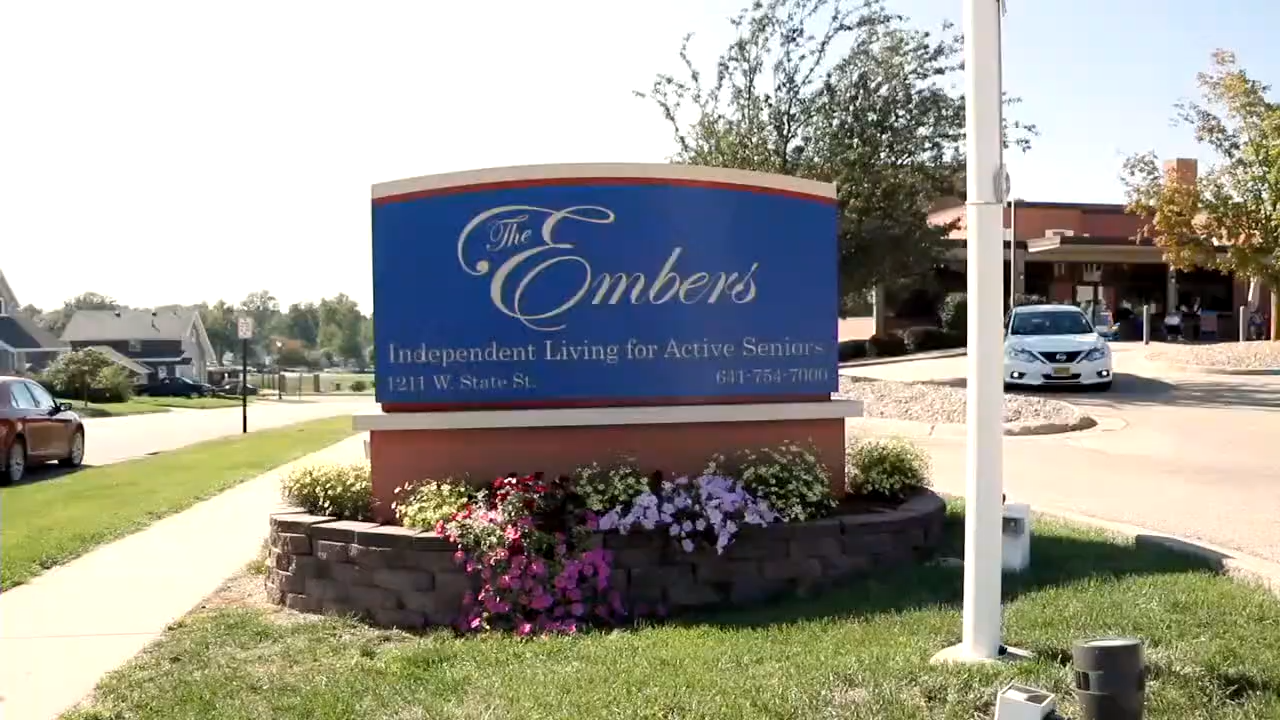 The Embers
Independent Living for Active Seniors
1211 W. State St. 641-754-7000